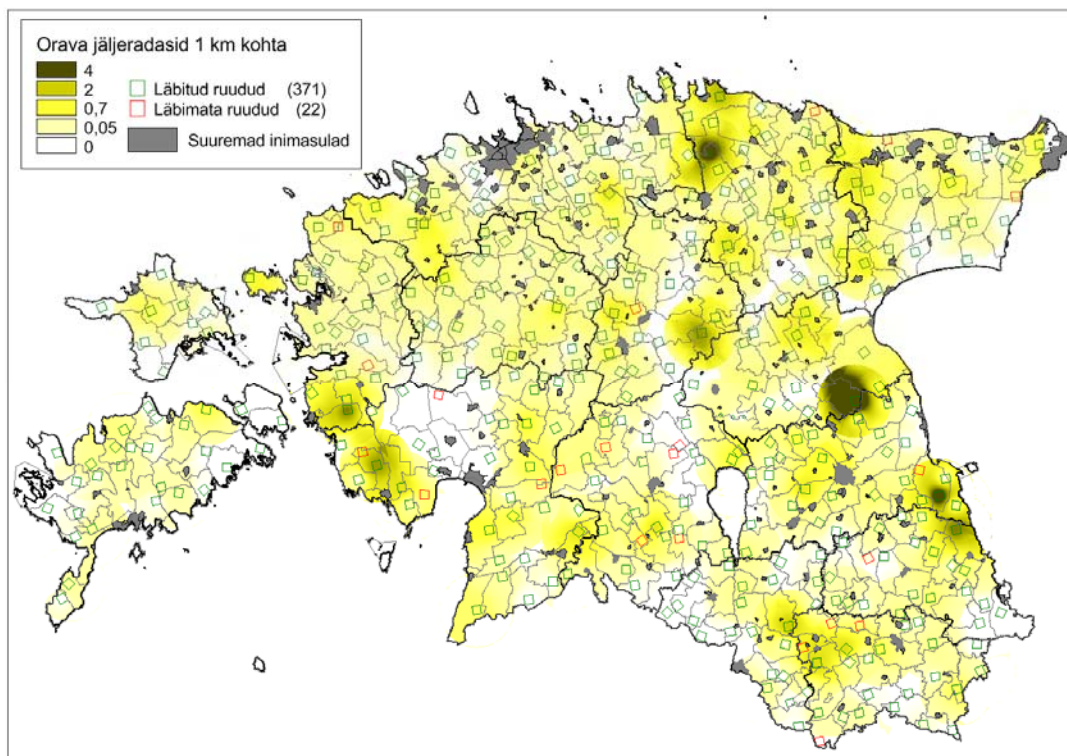 Orava jäljeradasid 1 km kohta
4
2
0,7
0,05
0
Läbitud ruudud (371)
Läbimata ruudud (22)
Suuremad inimasulad